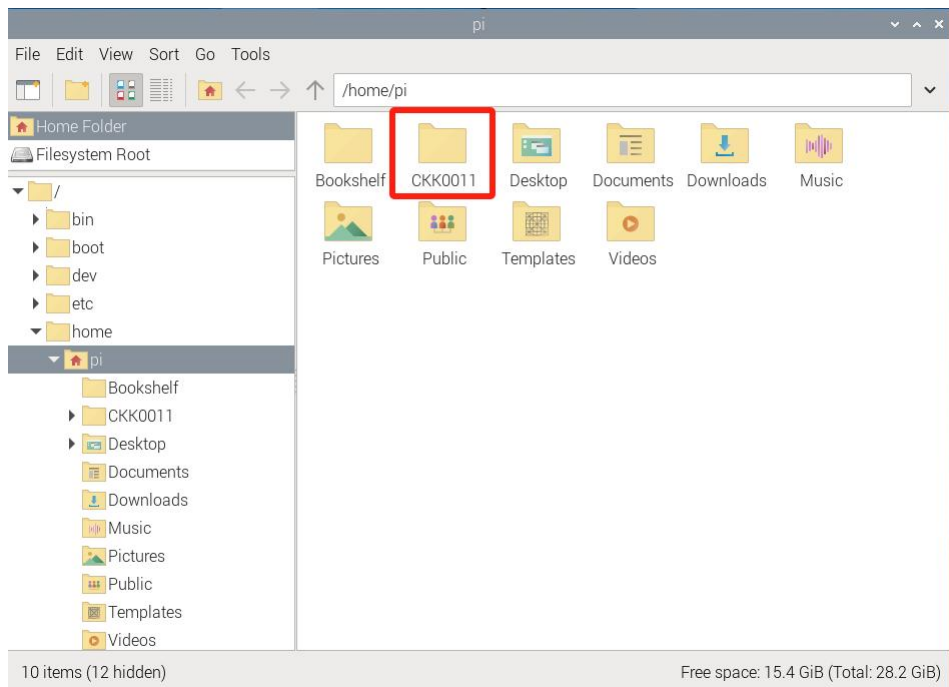 pi
File Edit View Sort Go Tools
/home/pi
Home Folder
Filesystem Root
/
bin
boot
dev
etc
home
pi
Bookshelf
CKK0011
Desktop
Documents
Downloads
Music
Pictures
Public
Templates
Videos
Bookshelf CKK0011 Desktop Documents Downloads Music
Pictures Public Templates Videos
10 items (12 hidden)
Free space: 15.4 GiB (Total: 28.2 GiB)